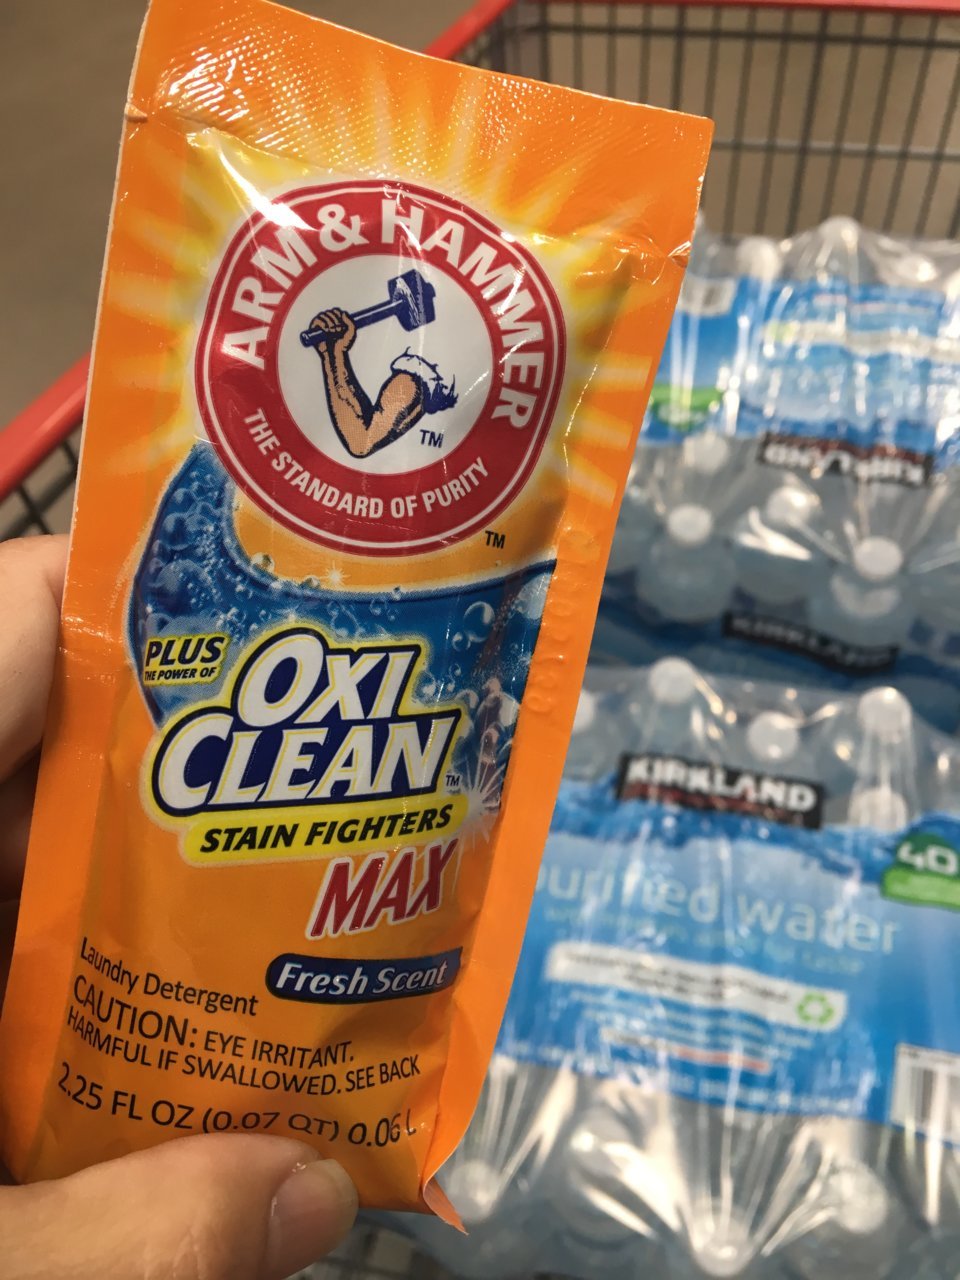 ARM & HAMMER
THE STANDARD OF PURITY
TM
TM
PLUS
THE POWER OF
OXI
CLEAN TM
STAIN FIGHTERS
MAX
Fresh Scent
Laundry Detergent
CAUTION: EYE IRRITANT.
HARMFUL IF SWALLOWED. SEE BACK
2.25 FL OZ (0.07 QT) 0.06 L
KIRKLAND
KIRKLAND
KIRKLAND
40
purified water